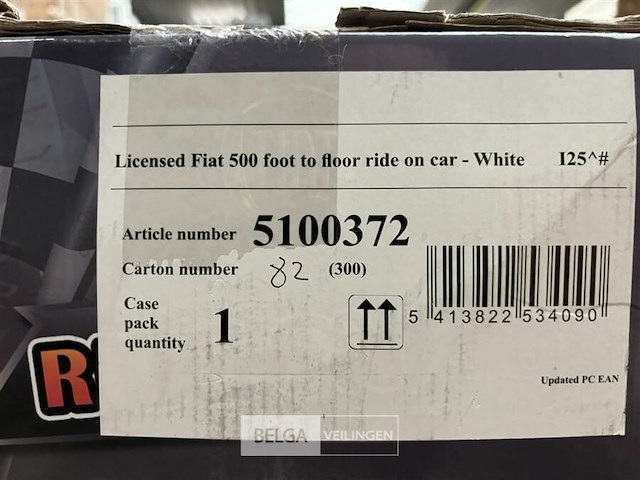 Licensed Fiat 500 foot to floor ride on car - White I25^#
Article number 5100372
Carton number 82 (300)
Case
pack
quantity 1
5 413822 534090
Updated PC EAN
BELGA VEILINGEN